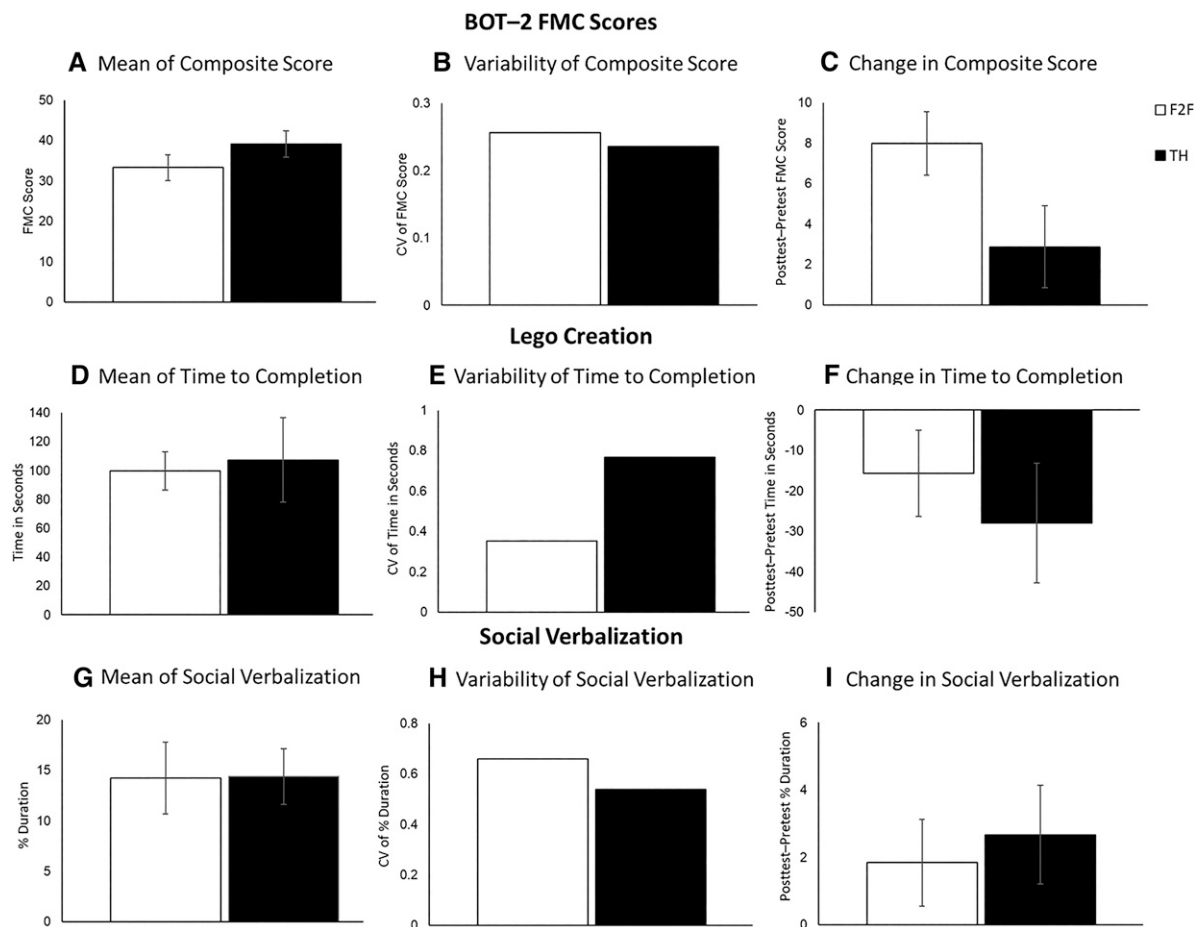 BOT–2 FMC Scores
A Mean of Composite Score
B Variability of Composite Score
C Change in Composite Score
FMC Score
50
40
30
20
10
0
CV of FMC Score
0.3
0.2
0.1
0
Posttest–Pretest FMC Score
10
8
6
4
2
0
F2F
TH
Lego Creation
D Mean of Time to Completion
E Variability of Time to Completion
F Change in Time to Completion
Time in Seconds
140
120
100
80
60
40
20
0
CV of Time in Seconds
1
0.8
0.6
0.4
0.2
0
Posttest–Pretest Time in Seconds
0
-10
-20
-30
-40
-50
Social Verbalization
G Mean of Social Verbalization
H Variability of Social Verbalization
I Change in Social Verbalization
% Duration
20
15
10
5
0
CV of % Duration
0.8
0.6
0.4
0.2
0
Posttest–Pretest % Duration
6
4
2
0